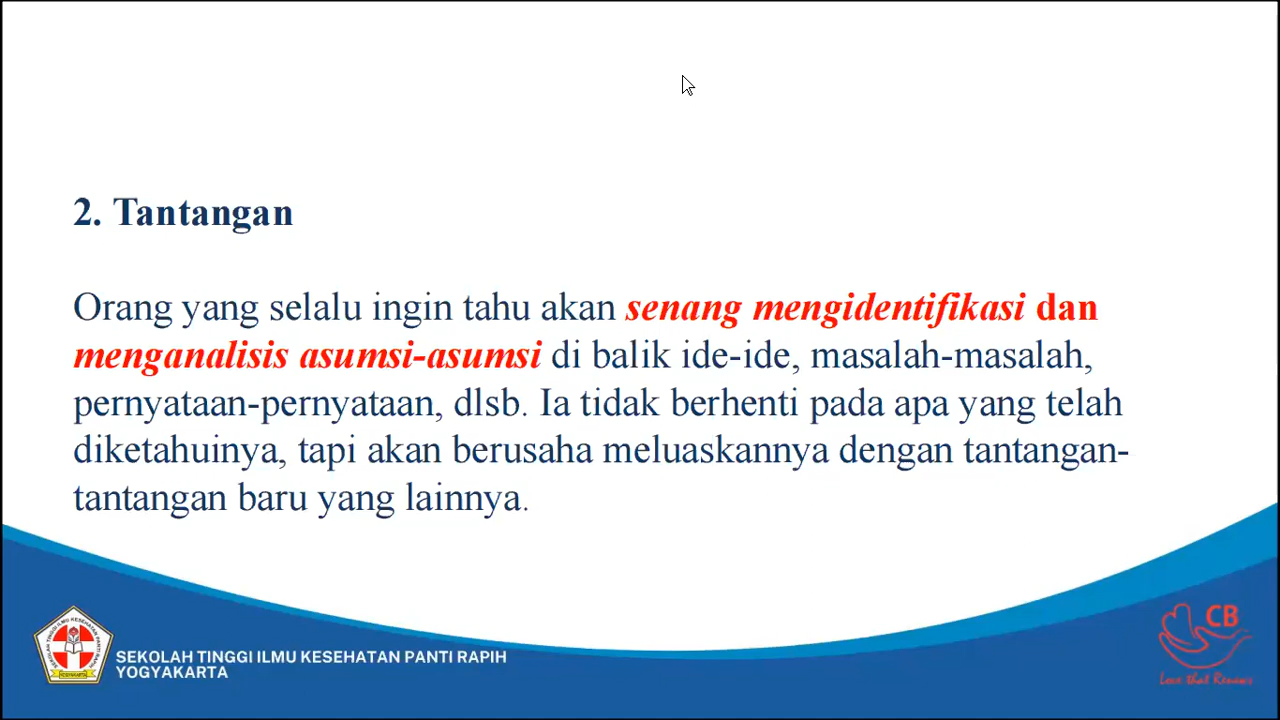 2. Tantangan
Orang yang selalu ingin tahu akan senang mengidentifikasi dan
menganalisis asumsi-asumsi di balik ide-ide, masalah-masalah,
pernyataan-pernyataan, dlsb. Ia tidak berhenti pada apa yang telah
diketahuinya, tapi akan berusaha meluaskannya dengan tantangan-
tantangan baru yang lainnya.
SEKOLAH TINGGI ILMU KESEHATAN PANTI RAPIH
YOGYAKARTA
CB
Love that Renews